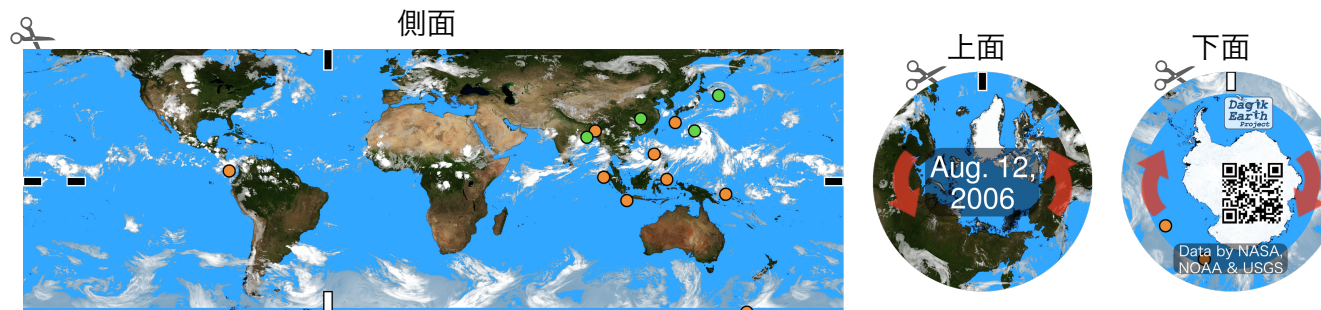 側面
上面
下面
Aug. 12,
2006
Dagik
Earth
Project
Data by NASA,
NOAA & USGS